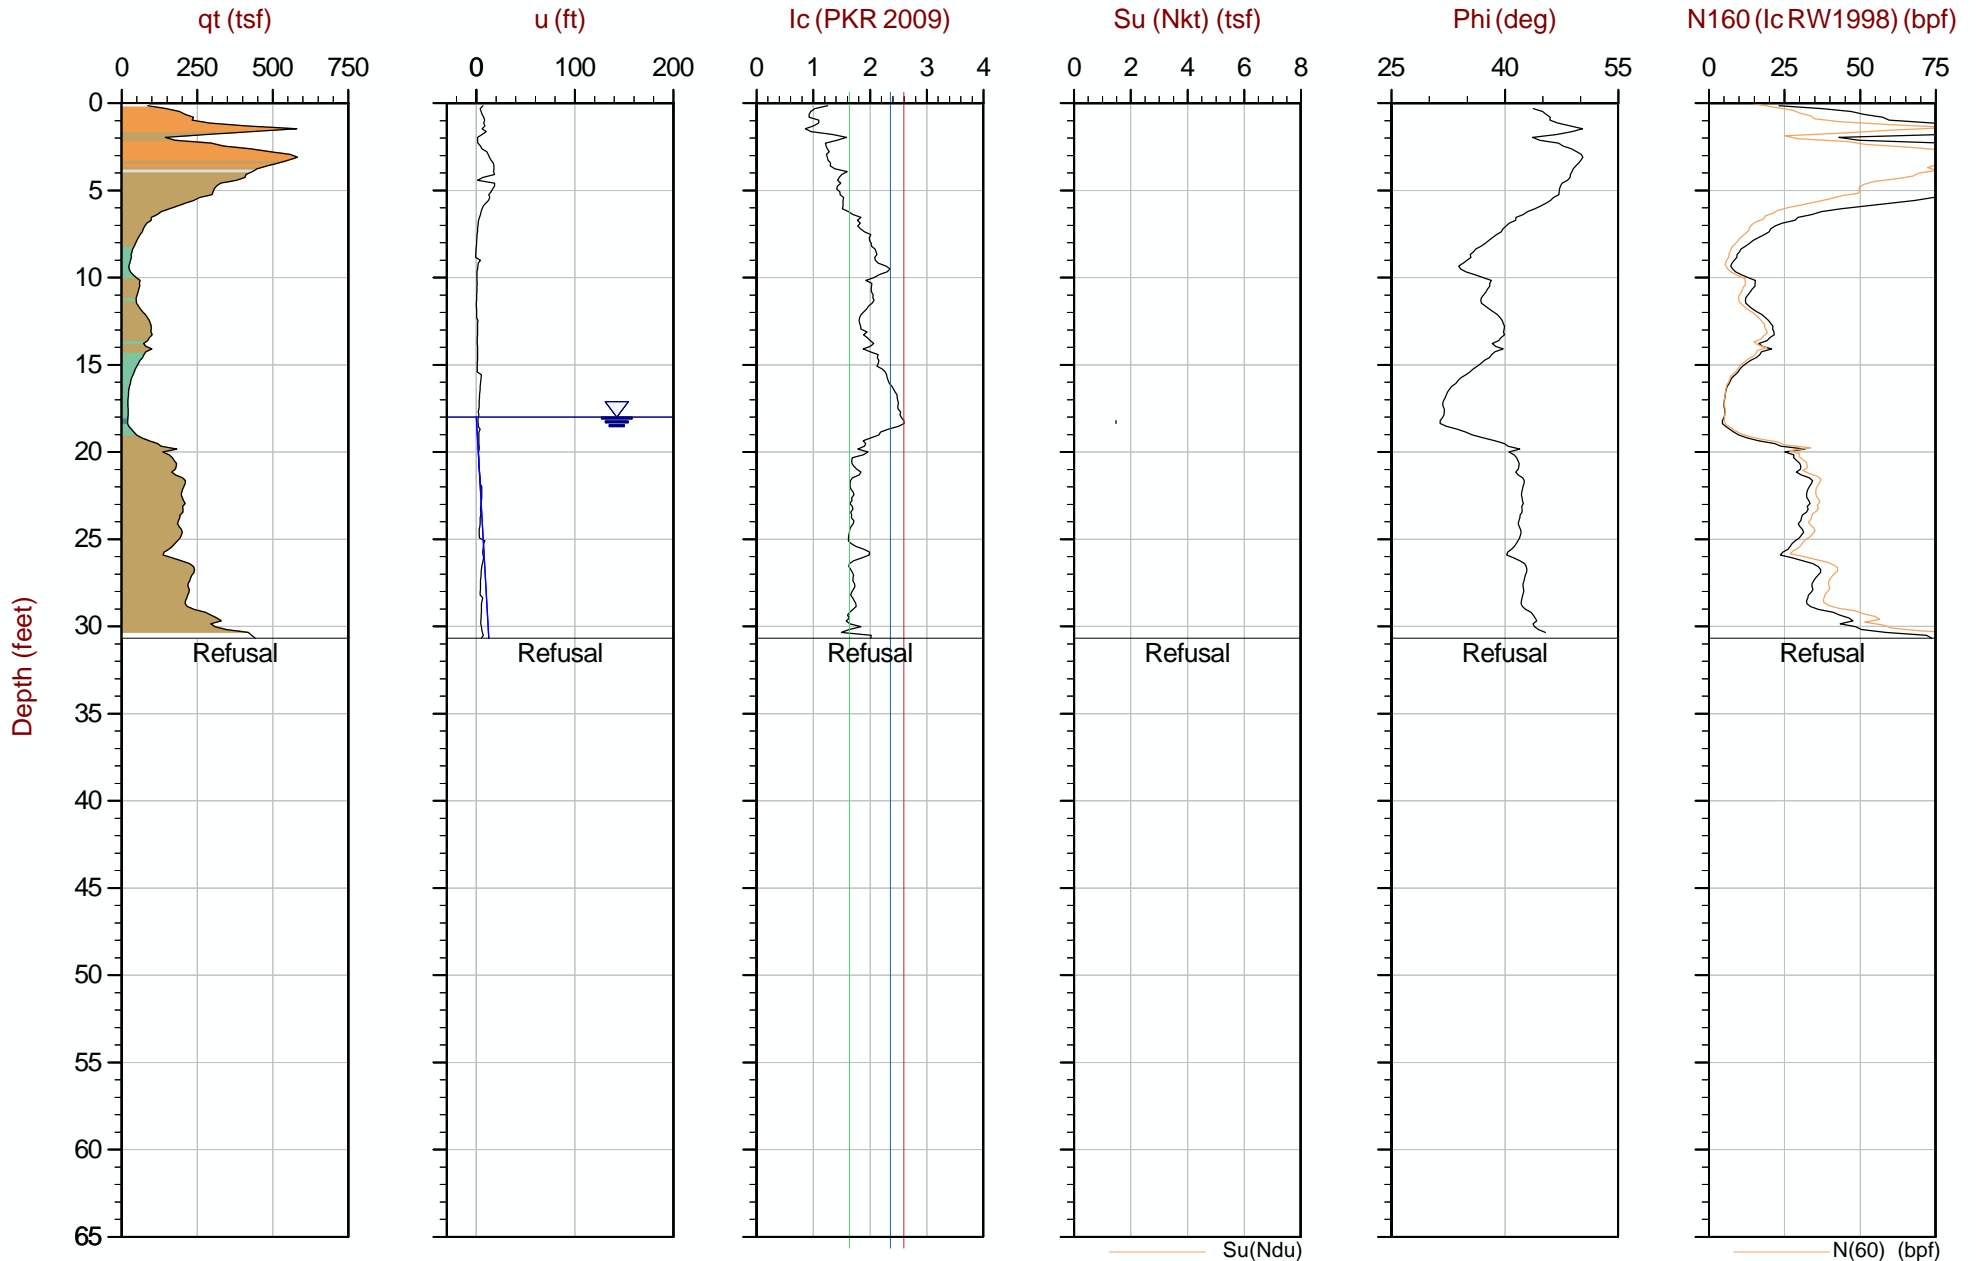 qt (tsf) u (ft) Ic (PKR 2009) Su (Nkt) (tsf) Phi (deg) N160 (Ic RW1998) (bpf)
0 250 500 750 0 100 200 0 1 2 3 4 0 2 4 6 8 25 40 55 0 25 50 75
0
5
10
15
20
25
30
Refusal Refusal Refusal Refusal Refusal Refusal
35
40
45
50
55
60
65
Depth (feet)
Su(Ndu) N(60) (bpf)